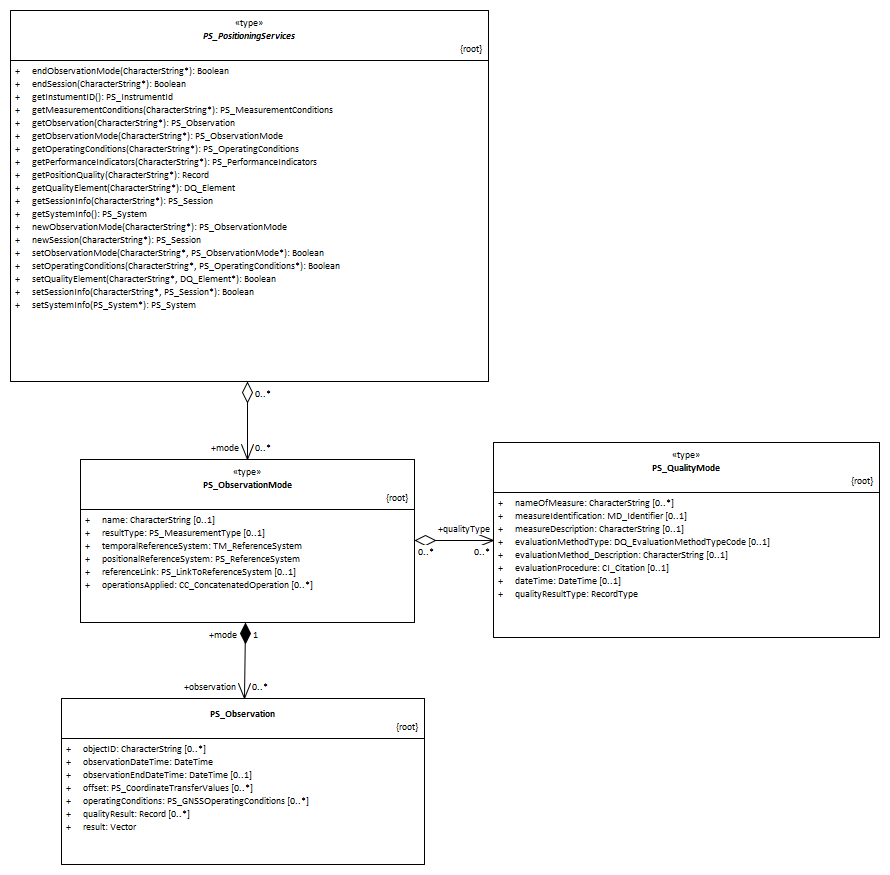 «type»
PS_PositioningServices
{root}
+ endObservationMode(CharacterString*): Boolean
+ endSession(CharacterString*): Boolean
+ getInstumentID(): PS_InstrumentId
+ getMeasurementConditions(CharacterString*): PS_MeasurementConditions
+ getObservation(CharacterString*): PS_Observation
+ getObservationMode(CharacterString*): PS_ObservationMode
+ getOperatingConditions(CharacterString*): PS_OperatingConditions
+ getPerformanceIndicators(CharacterString*): PS_PerformanceIndicators
+ getPositionQuality(CharacterString*): Record
+ getQualityElement(CharacterString*): DQ_Element
+ getSessionInfo(CharacterString*): PS_Session
+ getSystemInfo(): PS_System
+ newObservationMode(CharacterString*): PS_ObservationMode
+ newSession(CharacterString*): PS_Session
+ setObservationMode(CharacterString*, PS_ObservationMode*): Boolean
+ setOperatingConditions(CharacterString*, PS_OperatingConditions*): Boolean
+ setQualityElement(CharacterString*, DQ_Element*): Boolean
+ setSessionInfo(CharacterString*, PS_Session*): Boolean
+ setSystemInfo(PS_System*): PS_System
0..*
+mode 0..*
«type»
PS_ObservationMode
{root}
+ name: CharacterString [0..1]
+ resultType: PS_MeasurementType [0..1]
+ temporalReferenceSystem: TM_ReferenceSystem
+ positionalReferenceSystem: PS_ReferenceSystem
+ referenceLink: PS_LinkToReferenceSystem [0..1]
+ operationsApplied: CC_ConcatenatedOperation [0..*]
+qualityType
0..* 0..*
«type»
PS_QualityMode
{root}
+ nameOfMeasure: CharacterString [0..*]
+ measureIdentification: MD_Identifier [0..1]
+ measureDescription: CharacterString [0..1]
+ evaluationMethodType: DQ_EvaluationMethodTypeCode [0..1]
+ evaluationMethod_Description: CharacterString [0..1]
+ evaluationProcedure: CI_Citation [0..1]
+ dateTime: DateTime [0..1]
+ qualityResultType: RecordType
+mode 1
+observation 0..*
PS_Observation
{root}
+ objectID: CharacterString [0..*]
+ observationDateTime: DateTime
+ observationEndDateTime: DateTime [0..1]
+ offset: PS_CoordinateTransferValues [0..*]
+ operatingConditions: PS_GNSSOperatingConditions [0..*]
+ qualityResult: Record [0..*]
+ result: Vector